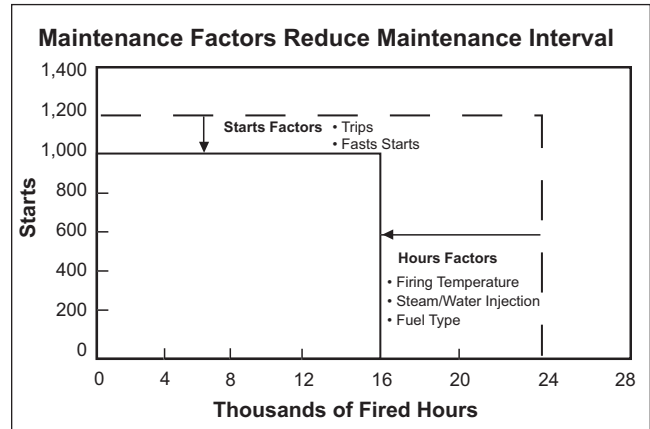 Maintenance Factors Reduce Maintenance Interval
1,400
1,200
1,000
800
600
400
200
0
Starts
Starts Factors • Trips
• Fasts Starts
Hours Factors
• Firing Temperature
• Steam/Water Injection
• Fuel Type
0 4 8 12 16 20 24 28
Thousands of Fired Hours